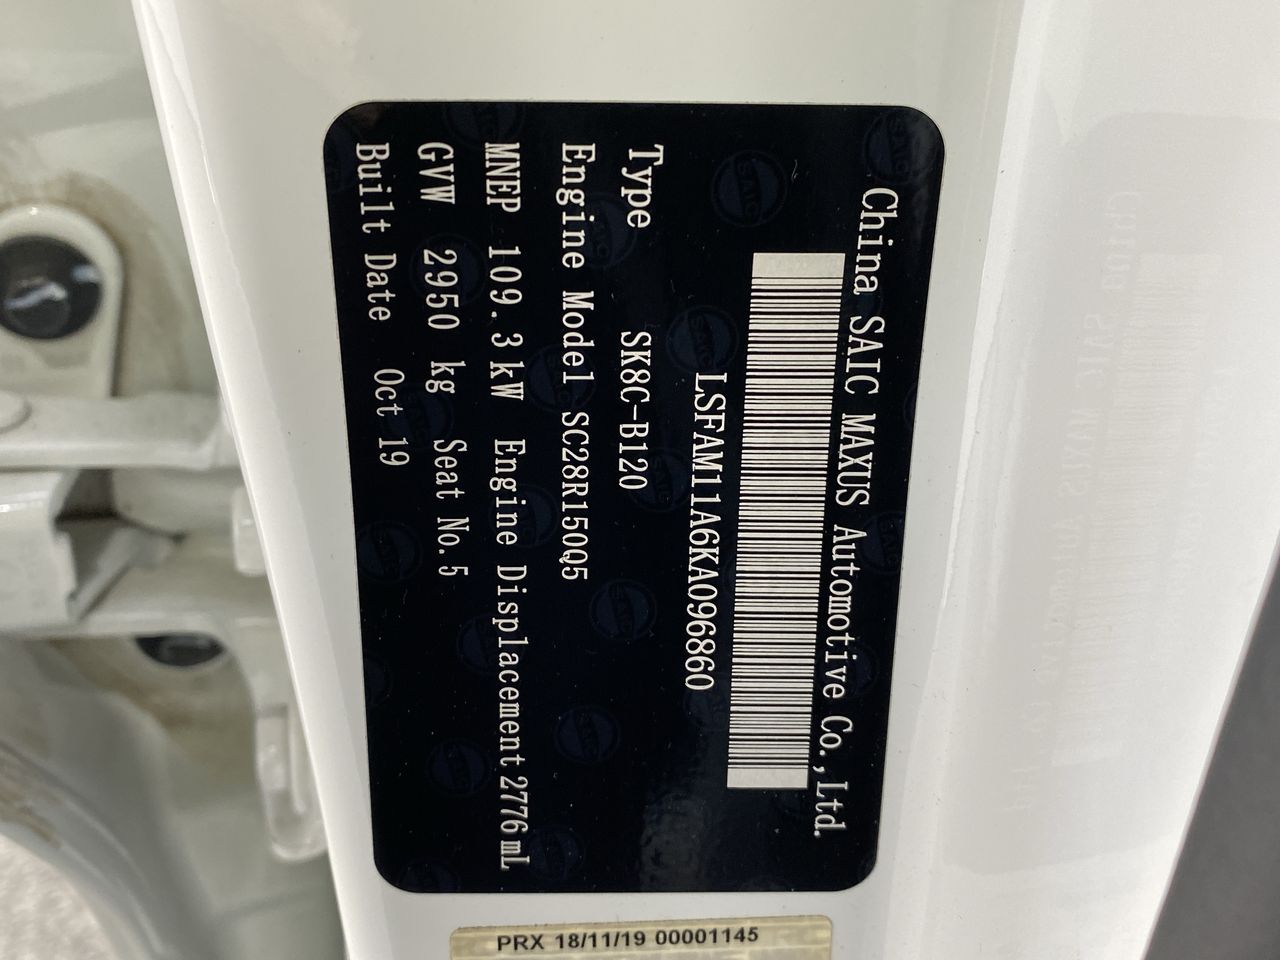 China SAIC MAXUS Automotive Co.,Ltd.
LSFAM11A6KA096860
Type SK8C-B120
Engine Model SC28R150Q5
MNEP 109.3kW Engine Displacement 2776mL
GVW 2950 kg Seat No.5
Built Date Oct 19
PRX 18/11/19 00001145